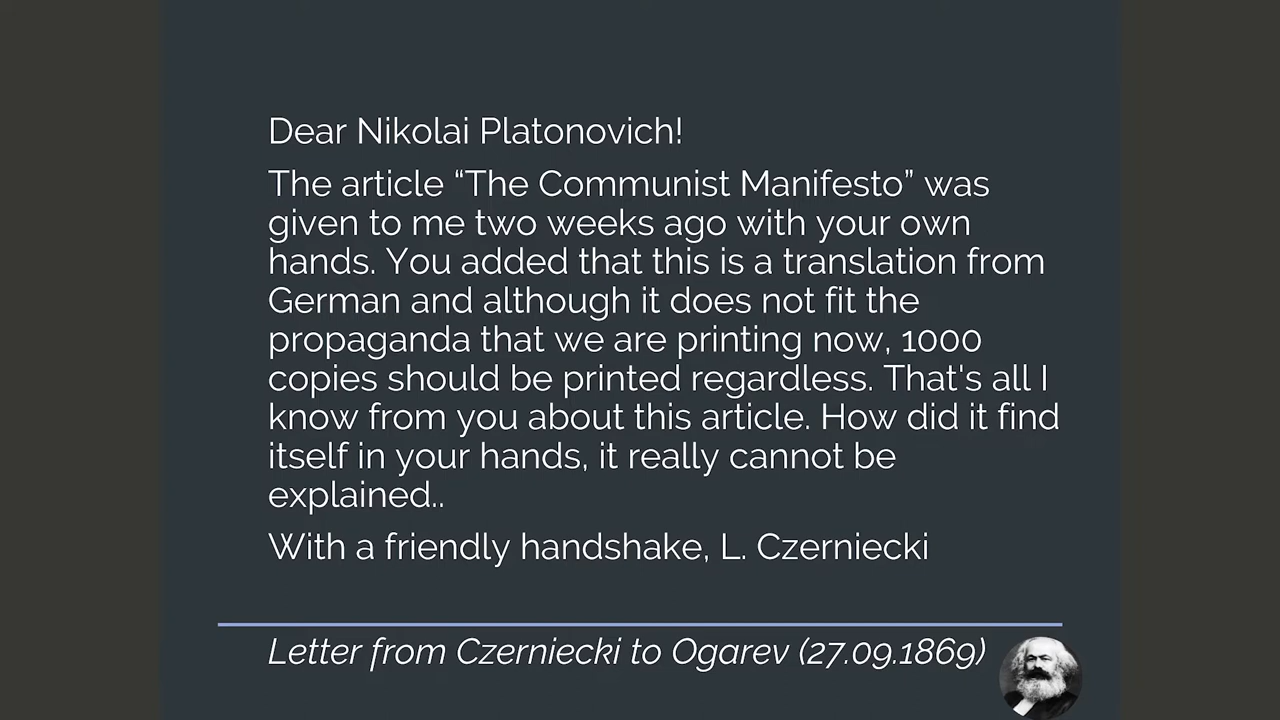 Dear Nikolai Platonovich!
The article “The Communist Manifesto” was
given to me two weeks ago with your own
hands. You added that this is a translation from
German and although it does not fit the
propaganda that we are printing now, 1000
copies should be printed regardless. That's all I
know from you about this article. How did it find
itself in your hands, it really cannot be
explained..
With a friendly handshake, L. Czerniecki
Letter from Czerniecki to Ogarev (27.09.1869)